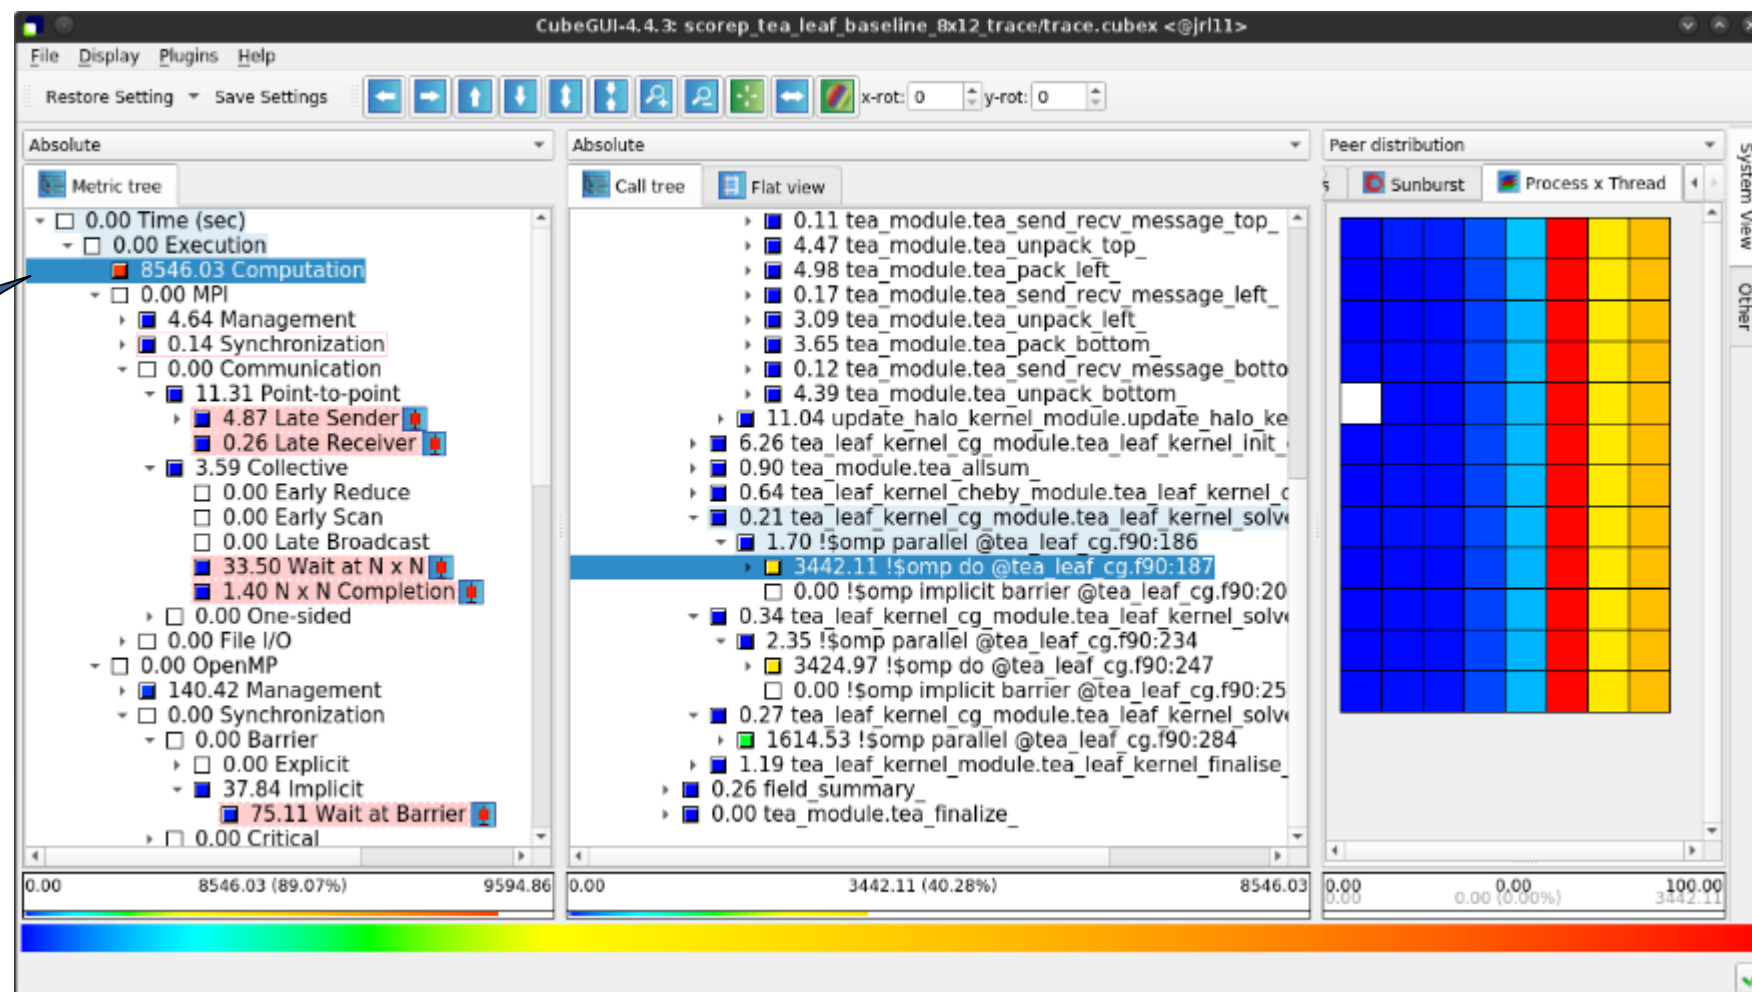 CubeGUI-4.4.3: scorep_tea_leaf_baseline_8x12_trace/trace.cubex <@jrl11>
File Display Plugins Help
Restore Setting Save Settings x-rot: 0 y-rot: 0
Absolute
Metric tree
0.00 Time (sec)
0.00 Execution
8546.03 Computation
0.00 MPI
4.64 Management
0.14 Synchronization
0.00 Communication
11.31 Point-to-point
4.87 Late Sender
0.26 Late Receiver
3.59 Collective
0.00 Early Reduce
0.00 Early Scan
0.00 Late Broadcast
33.50 Wait at N x N
1.40 N x N Completion
0.00 One-sided
0.00 File I/O
0.00 OpenMP
140.42 Management
0.00 Synchronization
0.00 Barrier
0.00 Explicit
37.84 Implicit
75.11 Wait at Barrier
0.00 Critical
0.00 8546.03 (89.07%) 9594.86
Absolute
Call tree Flat view
0.11 tea_module.tea_send_recv_message_top_
4.47 tea_module.tea_unpack_top_
4.98 tea_module.tea_pack_left_
0.17 tea_module.tea_send_recv_message_left_
3.09 tea_module.tea_unpack_left_
3.65 tea_module.tea_pack_bottom_
0.12 tea_module.tea_send_recv_message_botto
4.39 tea_module.tea_unpack_bottom_
11.04 update_halo_kernel_module.update_halo_ke
6.26 tea_leaf_kernel_cg_module.tea_leaf_kernel_init_
0.90 tea_module.tea_allsum_
0.64 tea_leaf_kernel_cheby_module.tea_leaf_kernel_c
0.21 tea_leaf_kernel_cg_module.tea_leaf_kernel_solv
1.70 !$omp parallel @tea_leaf_cg.f90:186
3442.11 !$omp do @tea_leaf_cg.f90:187
0.00 !$omp implicit barrier @tea_leaf_cg.f90:20
0.34 tea_leaf_kernel_cg_module.tea_leaf_kernel_solv
2.35 !$omp parallel @tea_leaf_cg.f90:234
3424.97 !$omp do @tea_leaf_cg.f90:247
0.00 !$omp implicit barrier @tea_leaf_cg.f90:25
0.27 tea_leaf_kernel_cg_module.tea_leaf_kernel_solv
1614.53 !$omp parallel @tea_leaf_cg.f90:284
1.19 tea_leaf_kernel_module.tea_leaf_kernel_finalise_
0.26 field_summary_
0.00 tea_module.tea_finalize_
0.00 3442.11 (40.28%) 8546.03
Peer distribution
s Sunburst Process x Thread
0.00 0.00 100.00
0.00 0.00 (0.00%) 3442.11
System View
Other